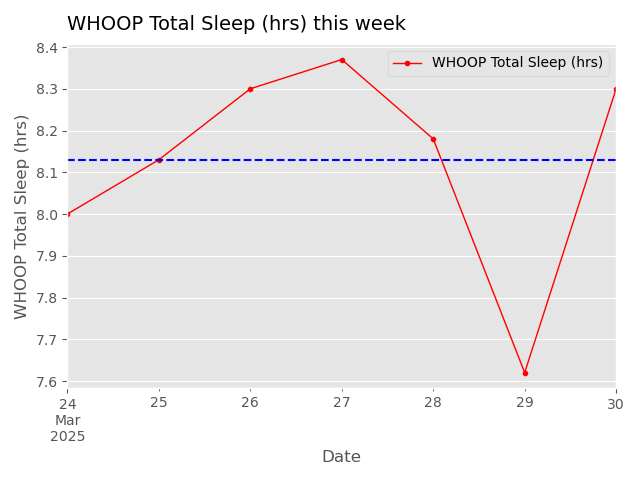 WHOOP Total Sleep (hrs) this week
WHOOP Total Sleep (hrs)
WHOOP Total Sleep (hrs)
8.4
8.3
8.2
8.1
8.0
7.9
7.8
7.7
7.6
24 25 26 27 28 29 30
Mar
2025
Date